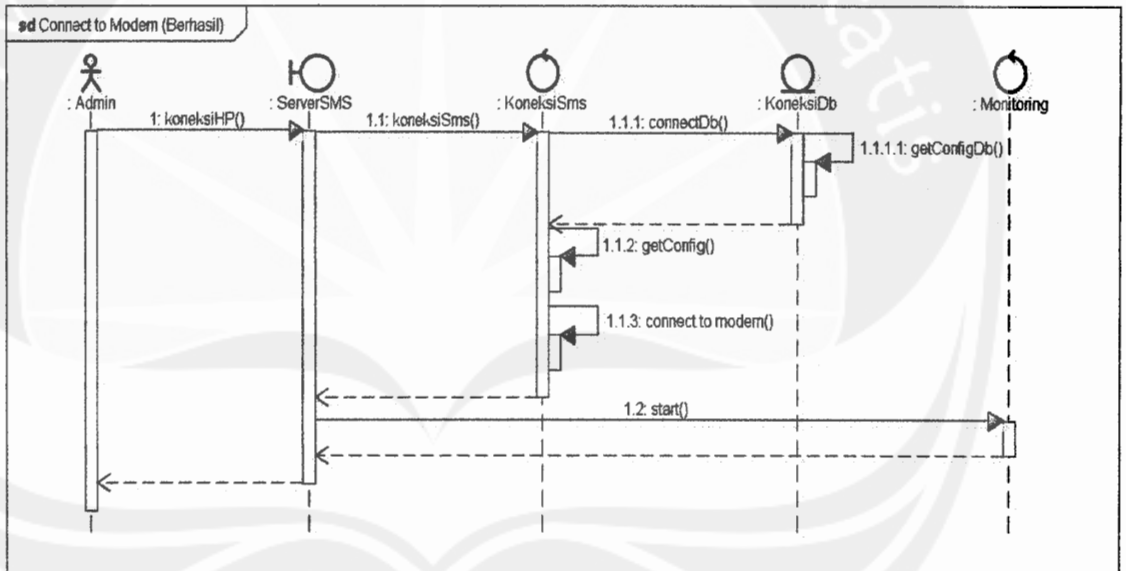 sd Connect to Modem (Berhasil)
: Admin
: ServerSMS
: KoneksiSms
: KoneksiDb
: Monitoring
1: koneksiHP()
1.1: koneksiSms()
1.1.1: connectDb()
1.1.1.1: getConfigDb()
1.1.2: getConfig()
1.1.3: connect to modem()
1.2: start()